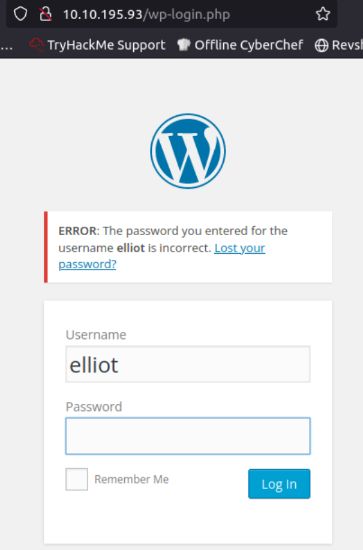 10.10.195.93/wp-login.php
... TryHackMe Support Offline CyberChef Revsl
W
ERROR: The password you entered for the
username elliot is incorrect. Lost your
password?
Username
elliot
Password
Remember Me
Log In